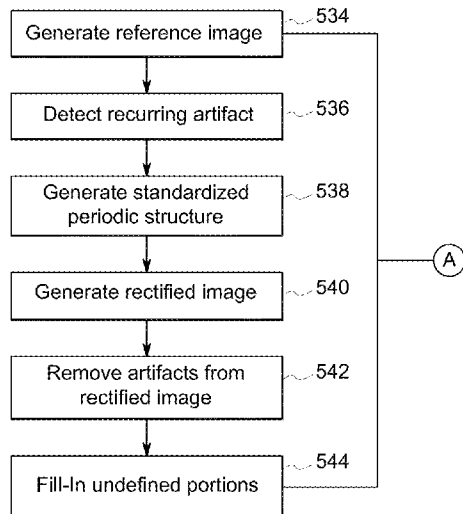 Generate reference image
534
Detect recurring artifact
536
Generate standardized
periodic structure
538
Generate rectified image
540
A
Remove artifacts from
rectified image
542
Fill-In undefined portions
544